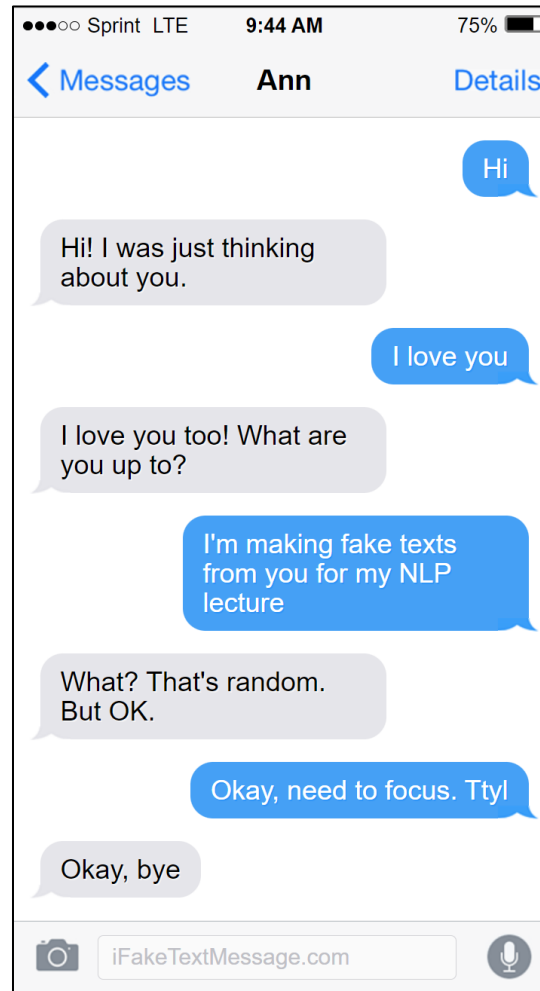 Sprint LTE 9:44 AM 75%
Messages Ann Details
Hi
Hi! I was just thinking
about you.
I love you
I love you too! What are
you up to?
I'm making fake texts
from you for my NLP
lecture
What? That's random.
But OK.
Okay, need to focus. Ttyl
Okay, bye
iFakeTextMessage.com